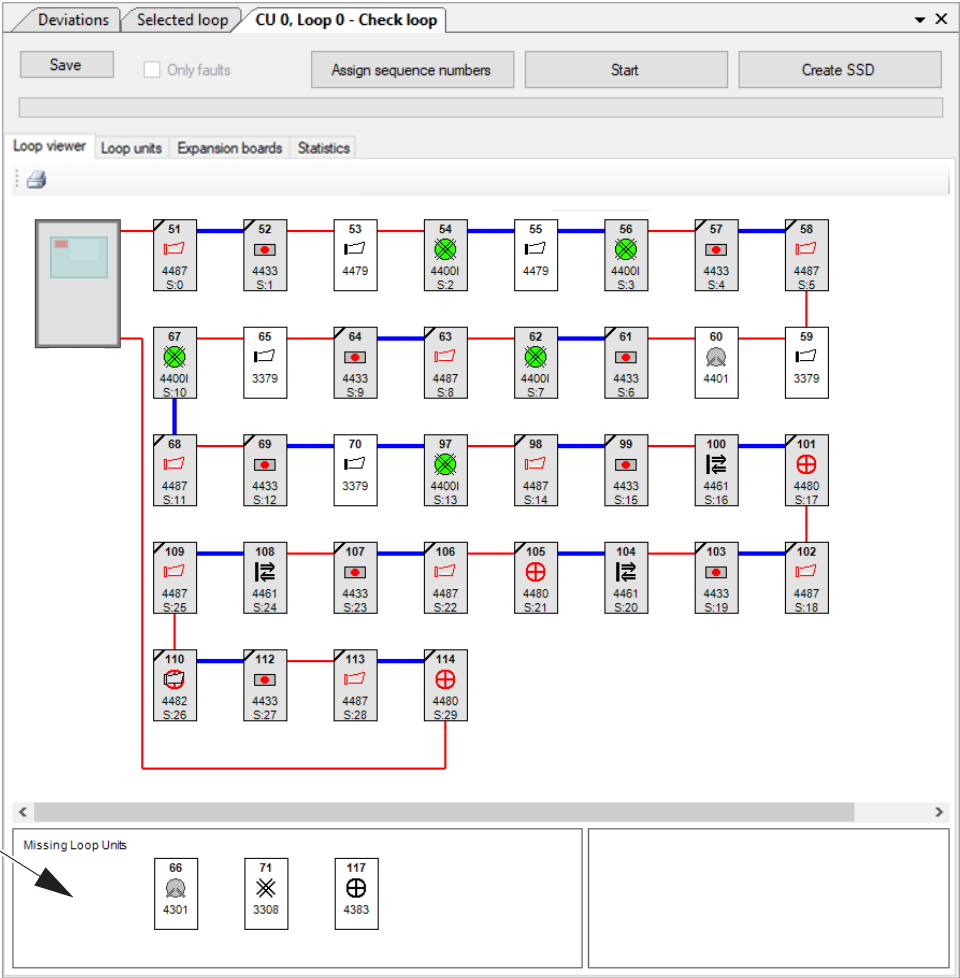 Deviations Selected loop CU 0, Loop 0 - Check loop
Save Only faults Assign sequence numbers Start Create SSD
Loop viewer Loop units Expansion boards Statistics
51 52 53 54 55 56 57 58
4487 4433 4479 4400I 4479 4400I 4433 4487
S:0 S:1 S:2 S:3 S:4 S:5
67 65 64 63 62 61 60 59
4400I 3379 4433 4487 4400I 4433 4401 3379
S:10 S:9 S:8 S:7 S:6
68 69 70 97 98 99 100 101
4487 4433 3379 4400I 4487 4433 4461 4480
S:11 S:12 S:13 S:14 S:15 S:16 S:17
109 108 107 106 105 104 103 102
4487 4461 4433 4487 4480 4461 4433 4487
S:25 S:24 S:23 S:22 S:21 S:20 S:19 S:18
110 112 113 114
4482 4433 4487 4480
S:26 S:27 S:28 S:29
Missing Loop Units
66 71 117
4301 3308 4383